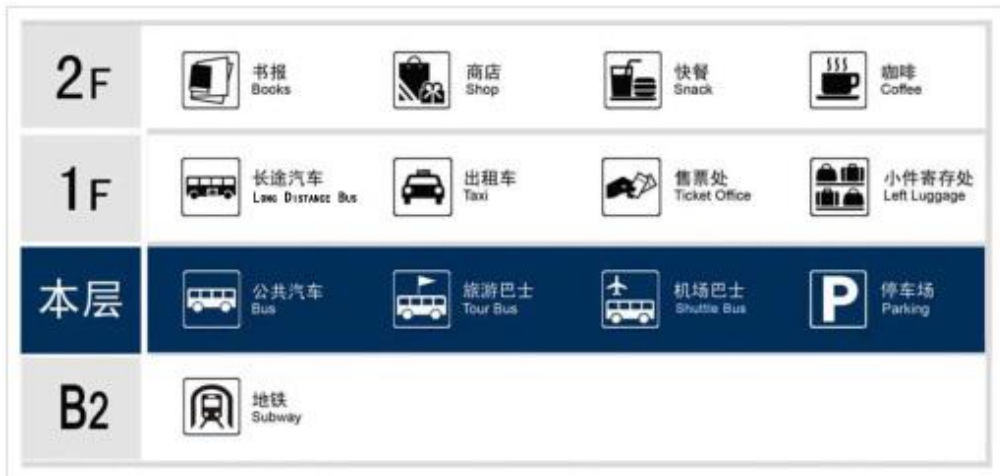 2F
书报
Books
商店
Shop
快餐
Snack
咖啡
Coffee
1F
长途汽车
Long Distance Bus
出租车
Taxi
售票处
Ticket Office
小件寄存处
Left Luggage
本层
公共汽车
Bus
旅游巴士
Tour Bus
机场巴士
Shuttle Bus
P
停车场
Parking
B2
地铁
Subway